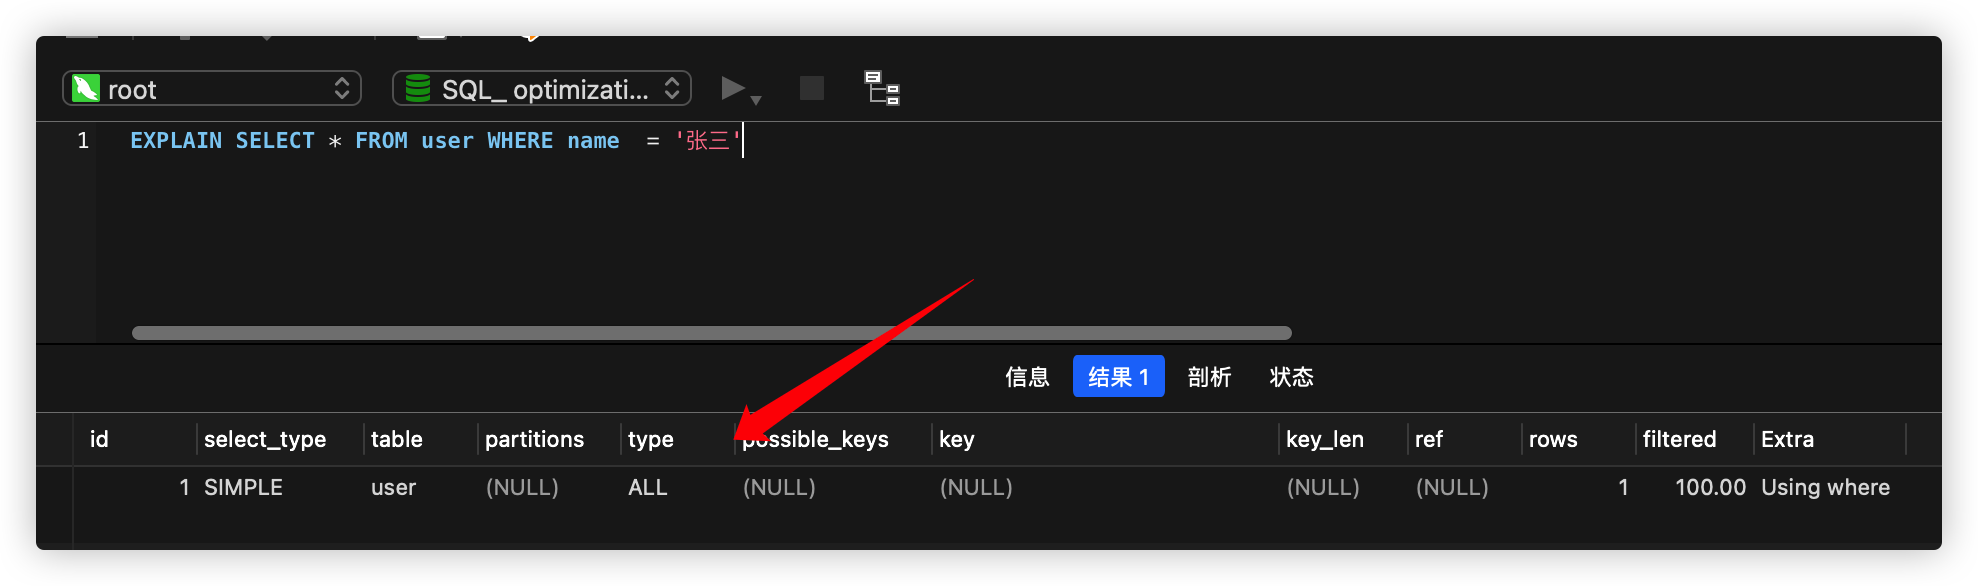 root SQL_ optimizati...
1 EXPLAIN SELECT * FROM user WHERE name  = '张三'
信息 结果 1 剖析 状态
id select_type table partitions type possible_keys key key_len ref rows filtered Extra
1 SIMPLE user (NULL) ALL (NULL) (NULL) (NULL) (NULL) 1 100.00 Using where